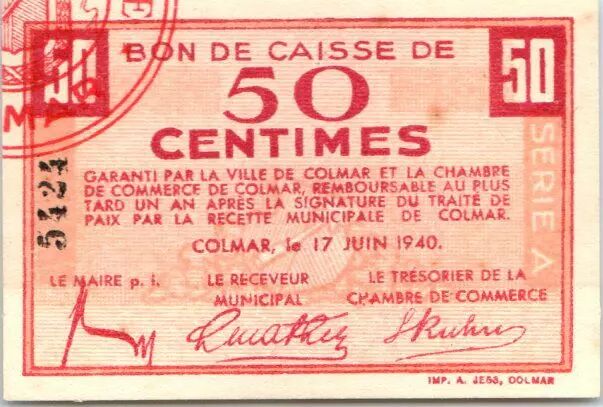 50 BON DE CAISSE DE 50
50
CENTIMES
GARANTI PAR LA VILLE DE COLMAR ET LA CHAMBRE
DE COMMERCE DE COLMAR, REMBOURSABLE AU PLUS
TARD UN AN APRÈS LA SIGNATURE DU TRAITÉ DE
PAIX PAR LA RECETTE MUNICIPALE DE COLMAR.
COLMAR, le 17 JUIN 1940.
LE MAIRE p. i.
LE RECEVEUR
MUNICIPAL
LE TRÉSORIER DE LA
CHAMBRE DE COMMERCE
5424
SERIE A
IMP. A. JESS, COLMAR